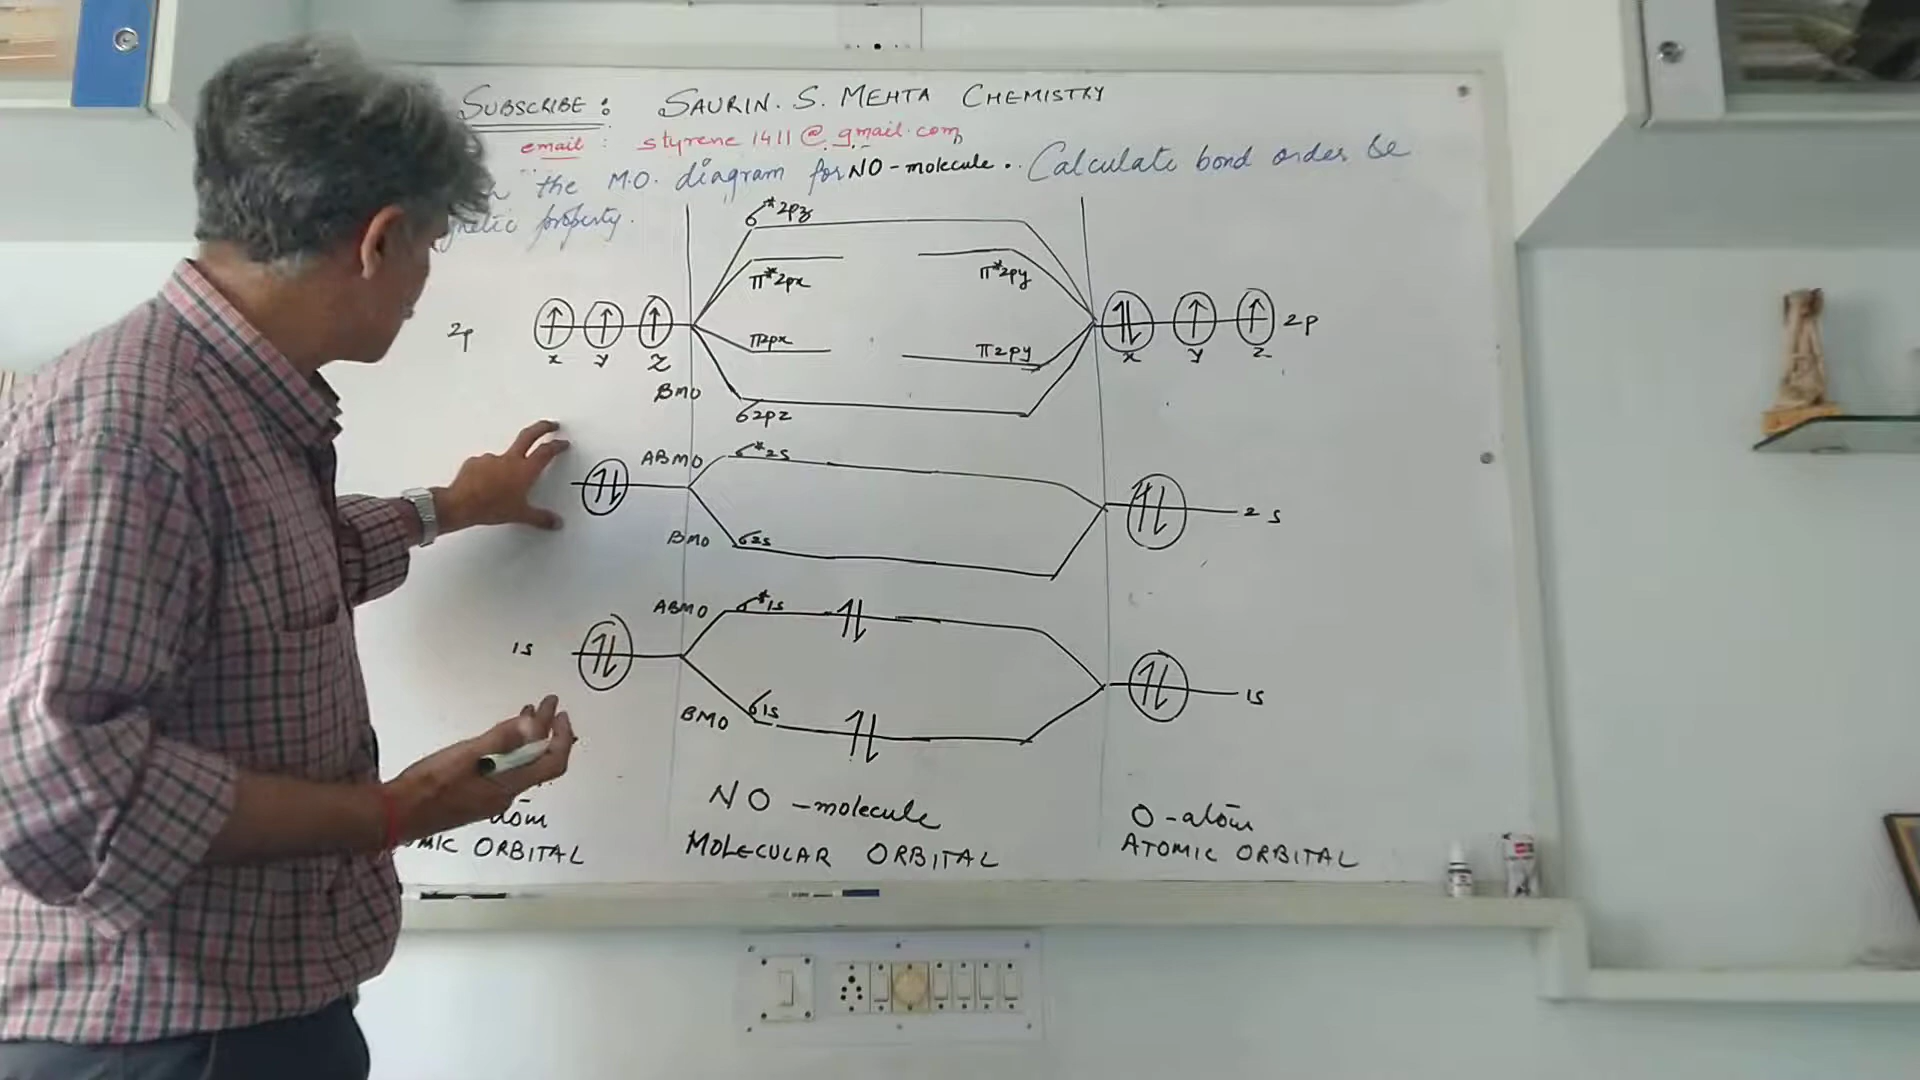 SUBSCRIBE : SAURIN. S. MEHTA CHEMISTRY
email : styrene1411@gmail.com
the M.O. diagram for NO-molecule. Calculate bond order &
property.
σ*2pz
π*2px π*2py
2p x y z π2px π2py x y z 2p
BMO σ2pz
ABMO σ*2s
2s
BMO σ2s
ABMO σ*1s
1s 1s
BMO σ1s
NO -molecule O-atom
ORBITAL MOLECULAR ORBITAL ATOMIC ORBITAL